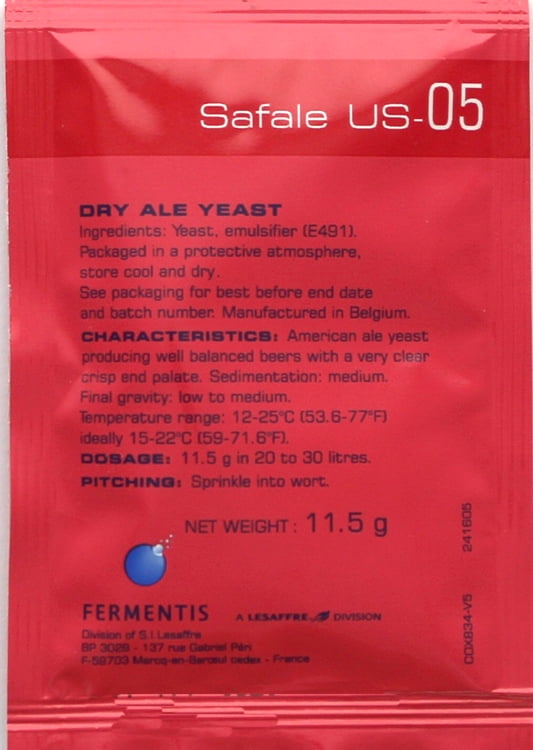 Safale US-05
DRY ALE YEAST
Ingredients: Yeast, emulsifier (E491).
Packaged in a protective atmosphere,
store cool and dry.
See packaging for best before end date
and batch number. Manufactured in Belgium.
CHARACTERISTICS: American ale yeast
producing well balanced beers with a very clear
crisp end palate. Sedimentation: medium.
Final gravity: low to medium.
Temperature range: 12-25°C (53.6-77°F)
ideally 15-22°C (59-71.6°F).
DOSAGE: 11.5 g in 20 to 30 litres.
PITCHING: Sprinkle into wort.
NET WEIGHT : 11.5 g
FERMENTIS
A LESAFFRE DIVISION
Division of S.I.Lesaffre
BP 3029 - 137 rue Gabriel Péri
F-59703 Marcq-en-Barœul cedex - France
COX834-V5 241605